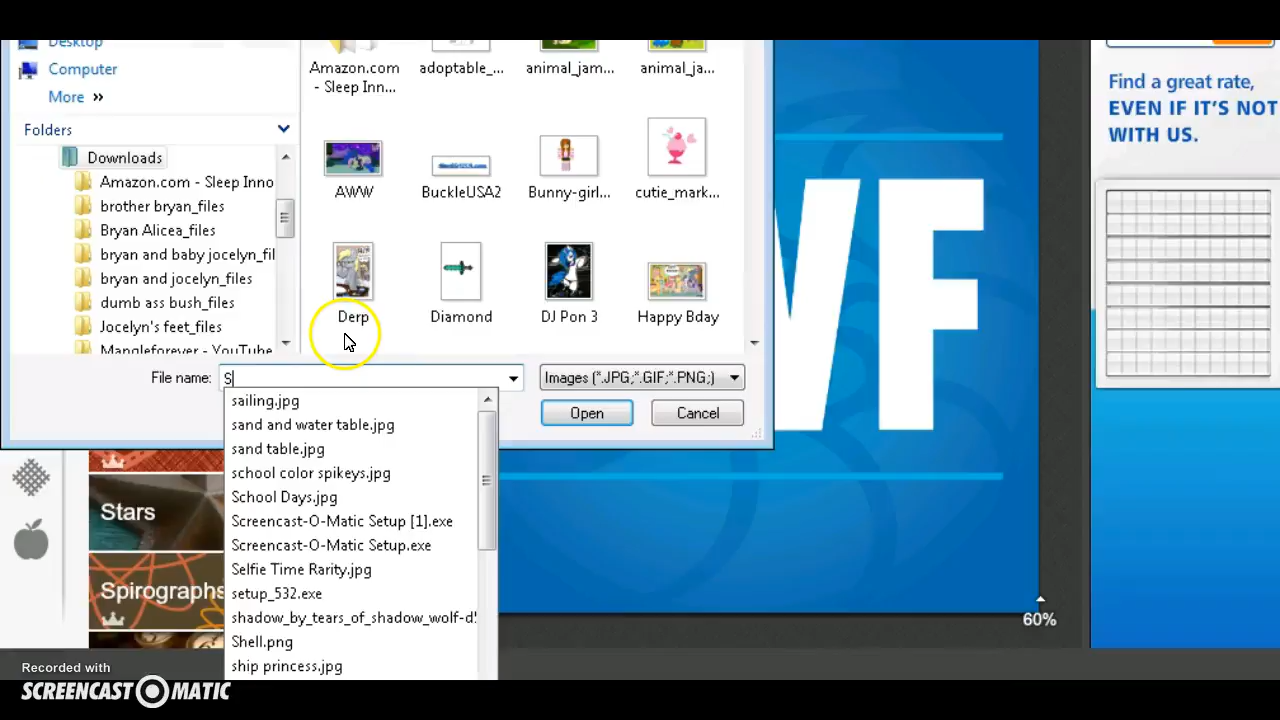 Desktop
Computer
More »
Folders
Downloads
Amazon.com - Sleep Inno
brother bryan_files
Bryan Alicea_files
bryan and baby jocelyn_fil
bryan and jocelyn_files
dumb ass bush_files
Jocelyn's feet_files
Mangleforever - YouTube
Amazon.com
- Sleep Inn...
adoptable_...
animal_jam...
animal_ja...
AWW
BuckleUSA2
Bunny-girl...
cutie_mark...
Derp
Diamond
DJ Pon 3
Happy Bday
File name:
S
Images (*.JPG;*.GIF;*.PNG;)
Open
Cancel
sailing.jpg
sand and water table.jpg
sand table.jpg
school color spikeys.jpg
School Days.jpg
Screencast-O-Matic Setup [1].exe
Screencast-O-Matic Setup.exe
Selfie Time Rarity.jpg
setup_532.exe
shadow_by_tears_of_shadow_wolf-d5
Shell.png
ship princess.jpg
Stars
Spirographs
VF
60%
Find a great rate,
EVEN IF IT'S NOT
WITH US.
Recorded with
SCREENCAST O MATIC